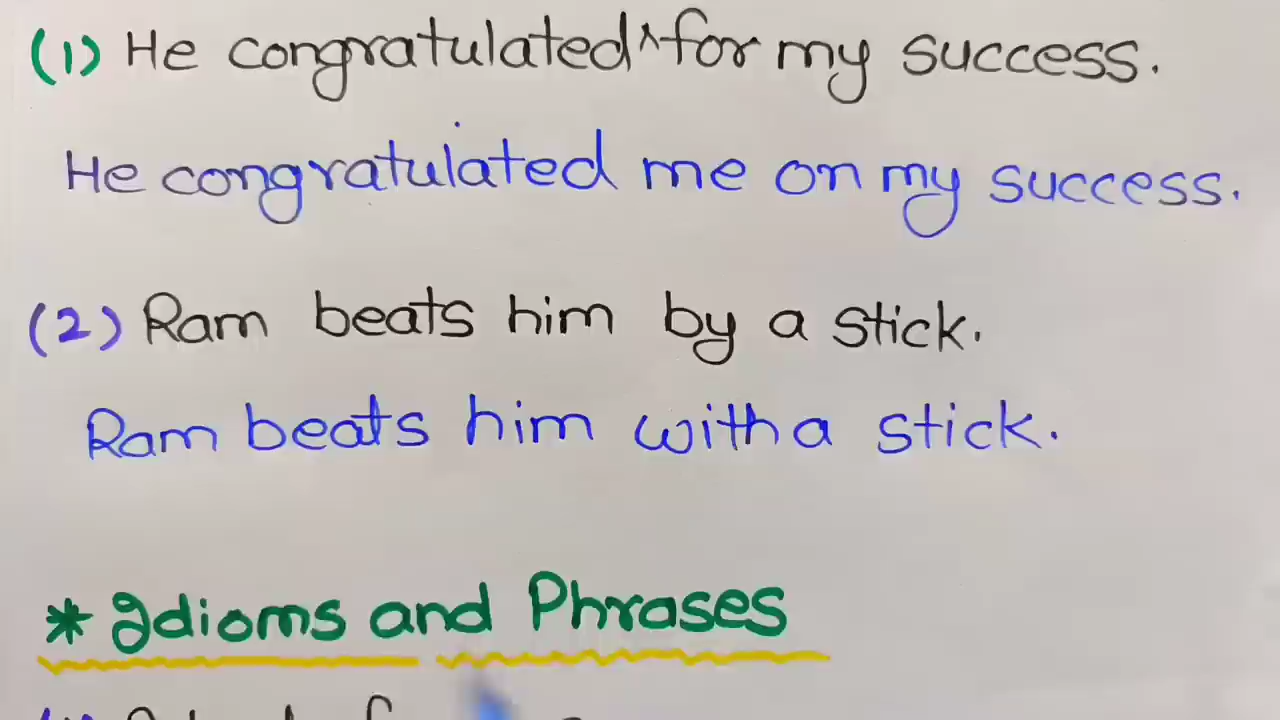 (1) He congratulated^for my success.
He congratulated me on my success.
(2) Ram beats him by a stick.
Ram beats him with a stick.
* Idioms and Phrases